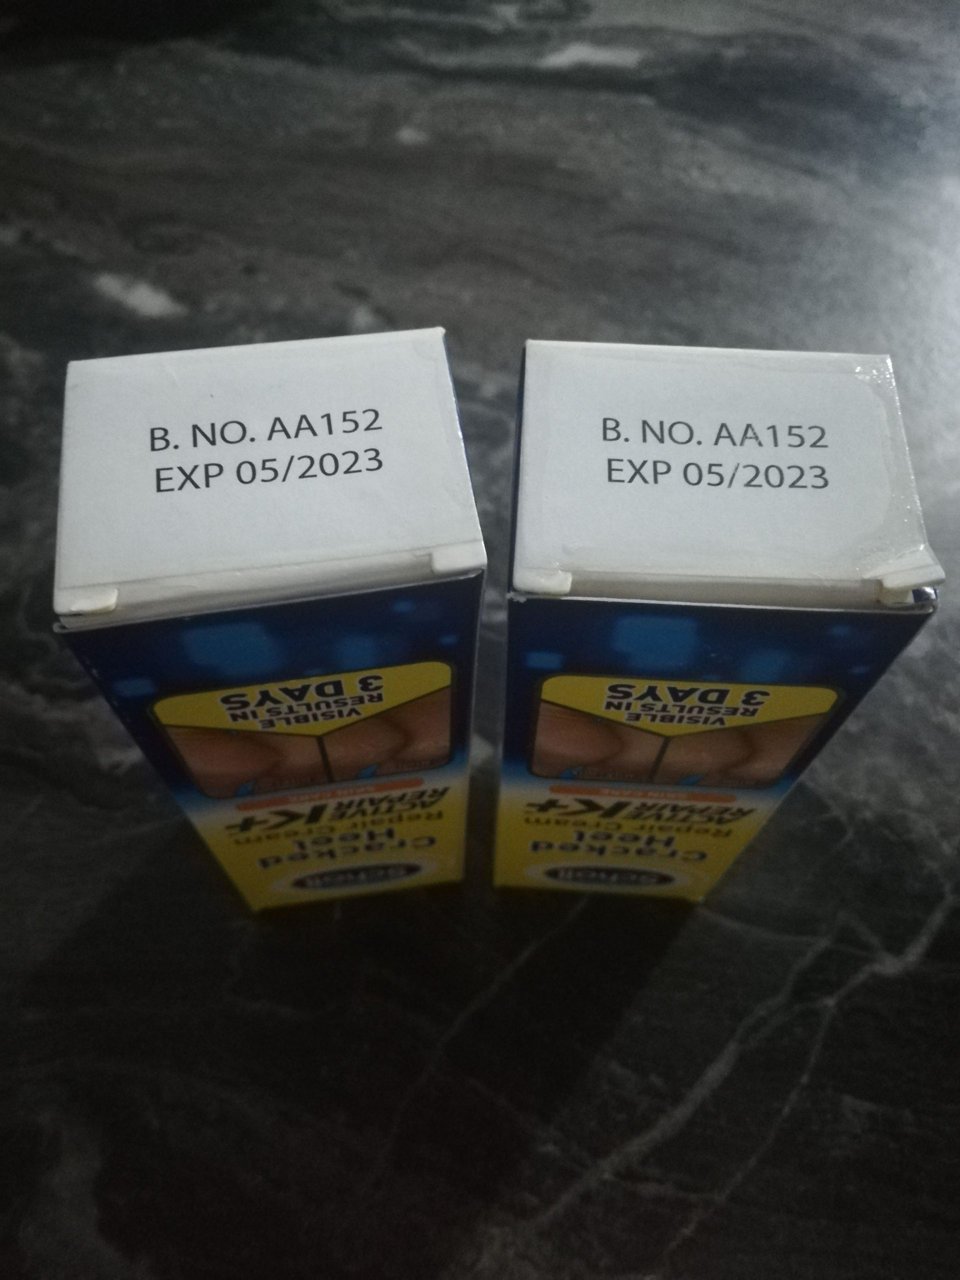 B. NO. AA152
EXP 05/2023
B. NO. AA152
EXP 05/2023
VISIBLE
RESULTS IN
3 DAYS
ACTIVE
REPAIR K+
Repair Cream
Heel
Cracked
Scholl
VISIBLE
RESULTS IN
3 DAYS
ACTIVE
REPAIR K+
Repair Cream
Heel
Cracked
Scholl